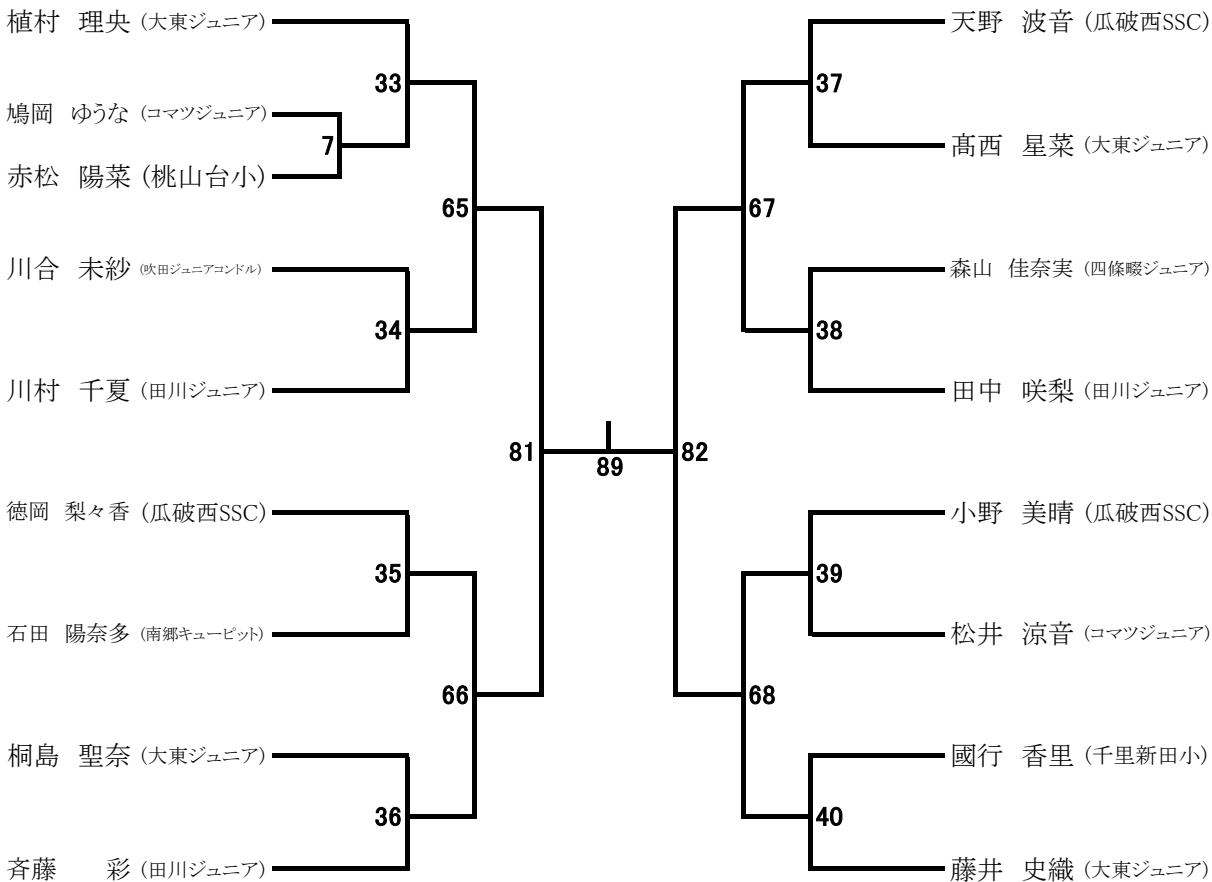 植村 理央 (大東ジュニア)
33
鳩岡 ゆうな (コマツジュニア)
7
赤松 陽菜 (桃山台小)
65
川合 未紗 (吹田ジュニアコンドル)
34
川村 千夏 (田川ジュニア)
81
徳岡 梨々香 (瓜破西SSC)
35
石田 陽奈多 (南郷キューピット)
66
桐島 聖奈 (大東ジュニア)
36
斉藤 彩 (田川ジュニア)
89
天野 波音 (瓜破西SSC)
37
髙西 星菜 (大東ジュニア)
67
森山 佳奈実 (四條畷ジュニア)
38
田中 咲梨 (田川ジュニア)
82
小野 美晴 (瓜破西SSC)
39
松井 涼音 (コマツジュニア)
68
國行 香里 (千里新田小)
40
藤井 史織 (大東ジュニア)